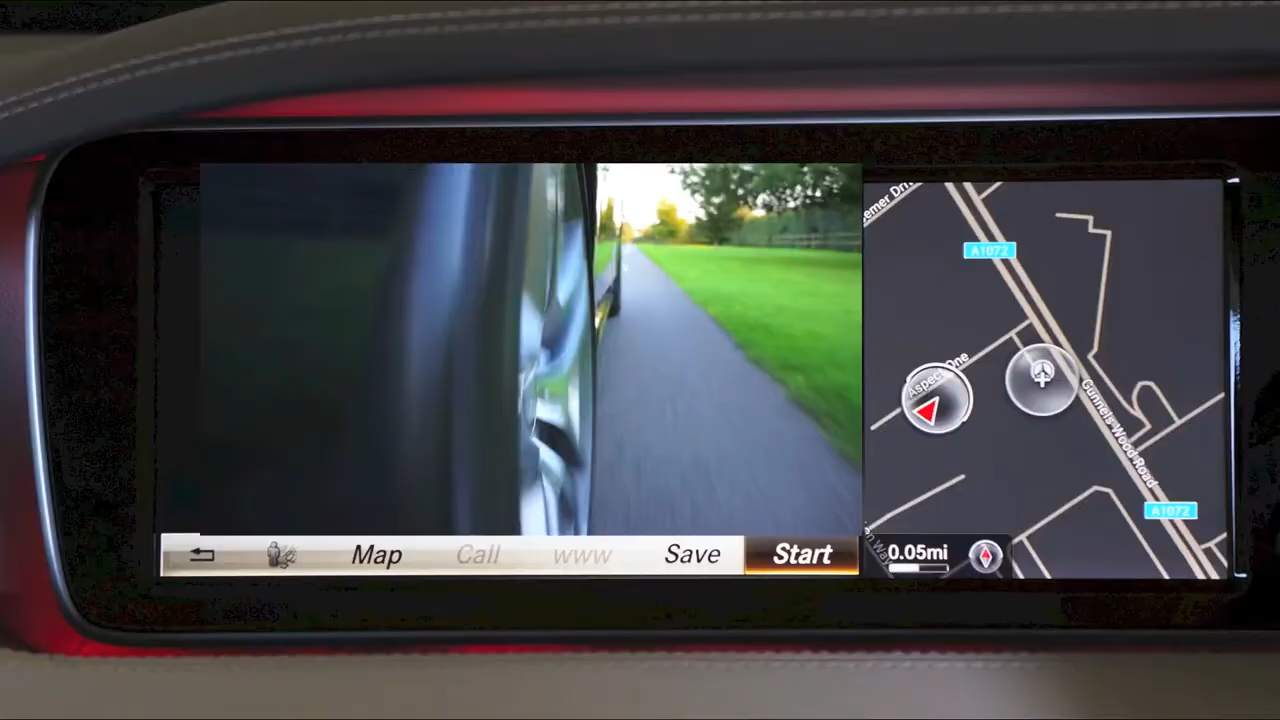 Map
Call
www
Save
Start
A1072
Aspect One
Gunnels Wood Road
A1072
0.05mi